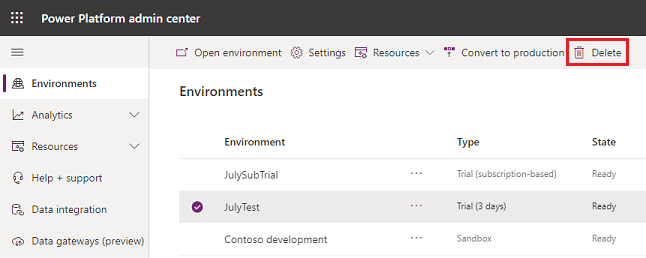 Power Platform admin center
Open environment Settings Resources Convert to production Delete
Environments
Analytics
Resources
Help + support
Data integration
Data gateways (preview)
Environments
Environment Type State
JulySubTrial ··· Trial (subscription-based) Ready
JulyTest ··· Trial (3 days) Ready
Contoso development ··· Sandbox Ready